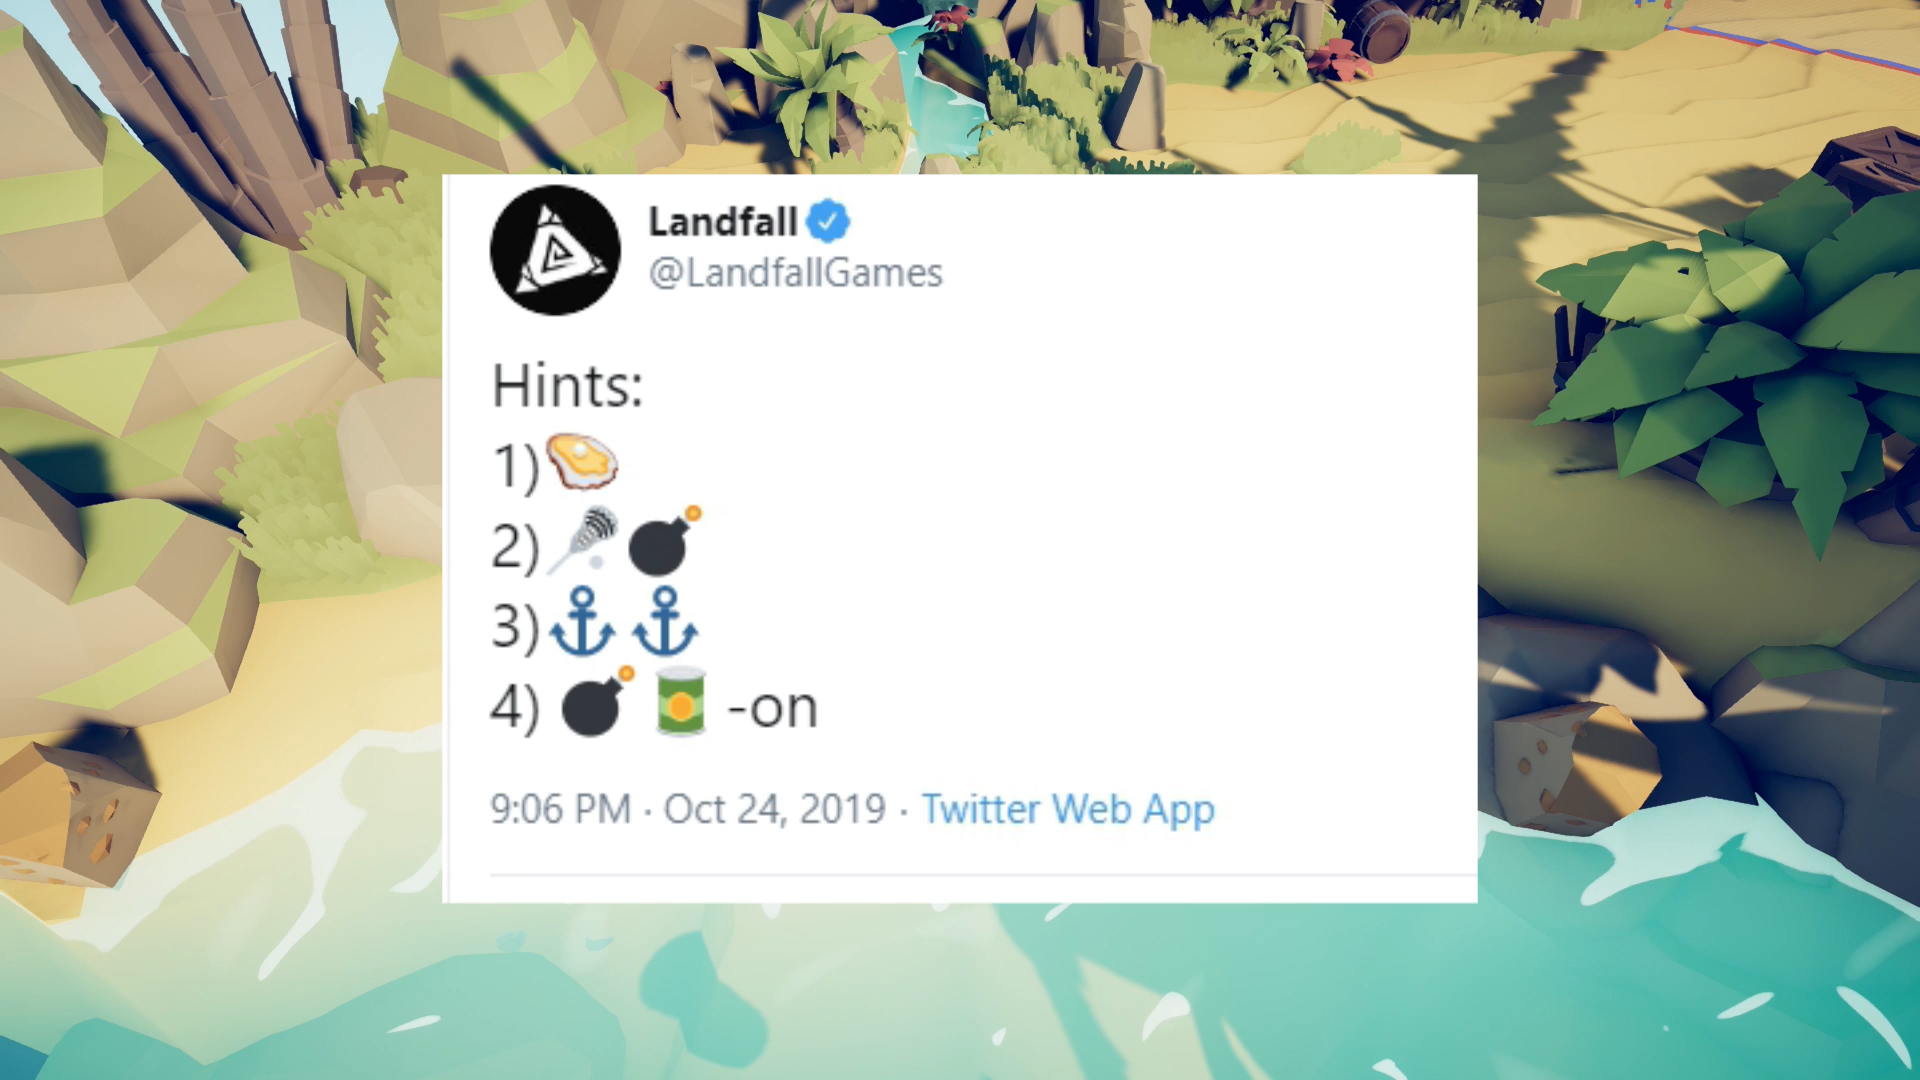 Landfall
@LandfallGames
Hints:
1)🦪
2)🥍💣
3)⚓ ⚓
4) 💣 🥫 -on
9:06 PM · Oct 24, 2019 · Twitter Web App